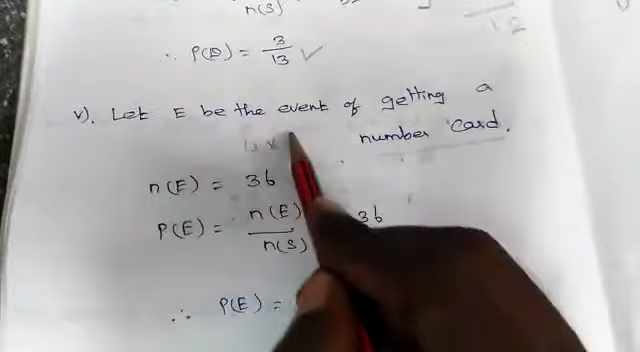 n(S)
∴ P(D) = 3/13 ✓
v). Let E be the event of getting a
number card.
n(E) = 36
P(E) = n(E)/n(S) 36
∴ P(E) =